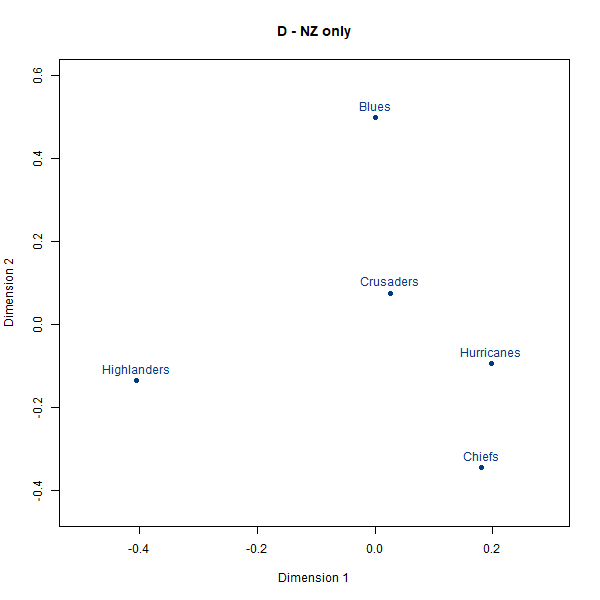 D - NZ only
0.6
0.4
0.2
0.0
-0.2
-0.4
Dimension 2
Blues
Crusaders
Hurricanes
Highlanders
Chiefs
-0.4
-0.2
0.0
0.2
Dimension 1